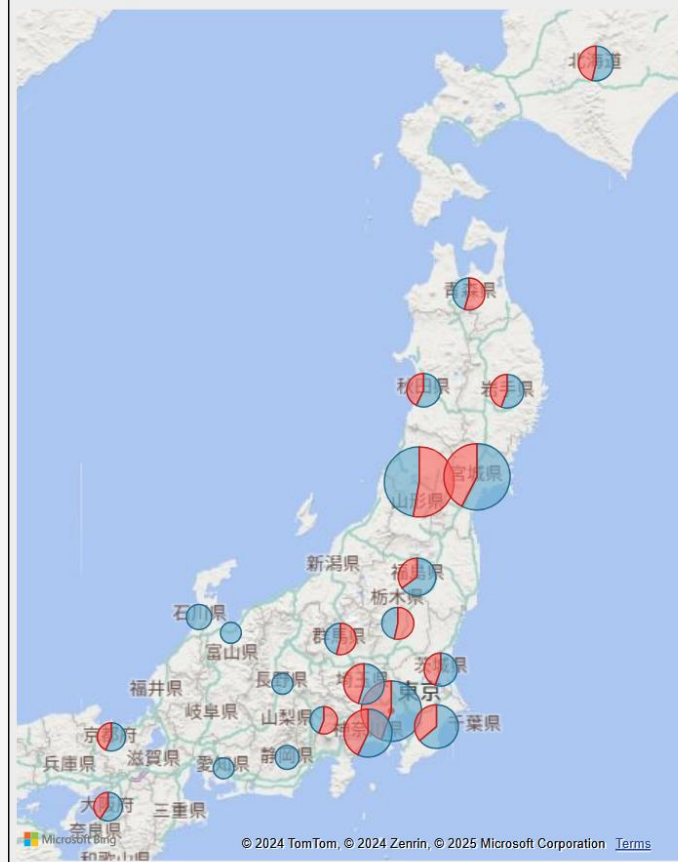 北海道
青森県
秋田県
岩手県
宮城県
山形県
新潟県
福島県
栃木県
石川県
群馬県
富山県
茨城県
長野県
埼玉県
福井県
東京
岐阜県
山梨県
神奈川県
千葉県
京都府
兵庫県
滋賀県
愛知県
静岡県
大阪府
三重県
奈良県
Microsoft Bing
© 2024 TomTom, © 2024 Zenrin, © 2025 Microsoft Corporation Terms
和歌山県